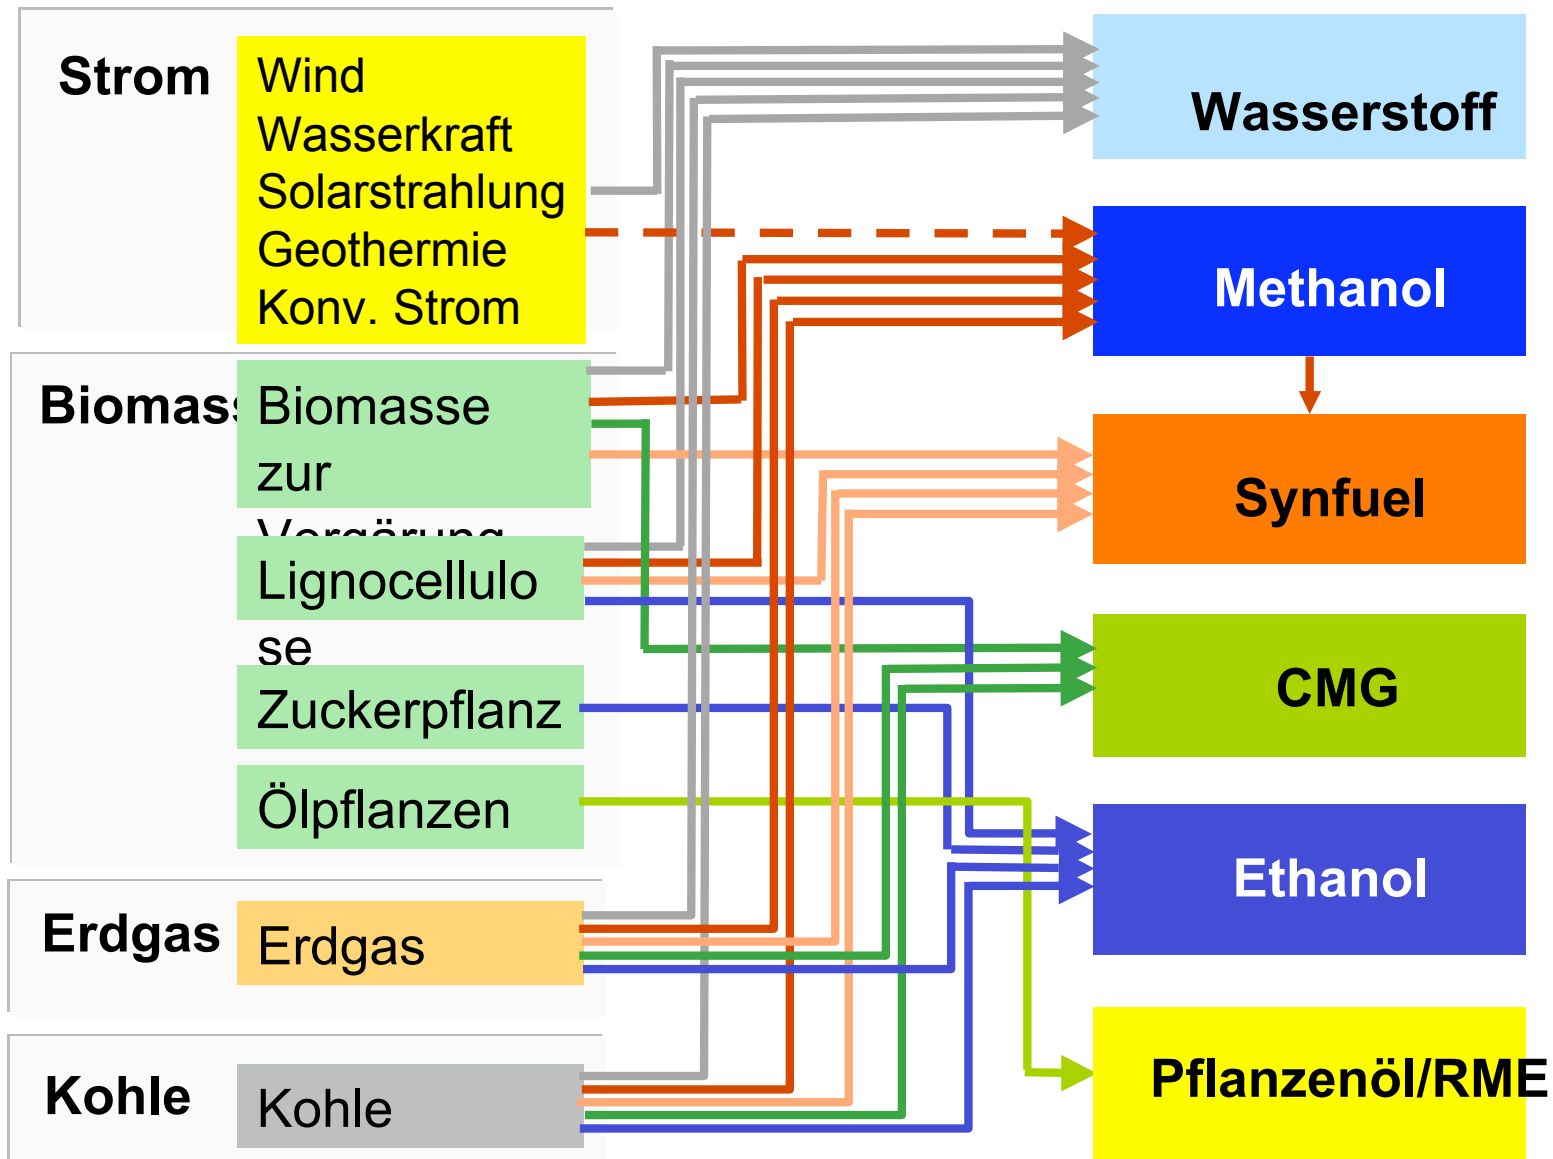 Strom
Wind
Wasserkraft
Solarstrahlung
Geothermie
Konv. Strom
Biomass
Biomasse
zur
Vergärung
Lignocellulo
se
Zuckerpflanz
Ölpflanzen
Erdgas
Erdgas
Kohle
Kohle
Wasserstoff
Methanol
Synfuel
CMG
Ethanol
Pflanzenöl/RME